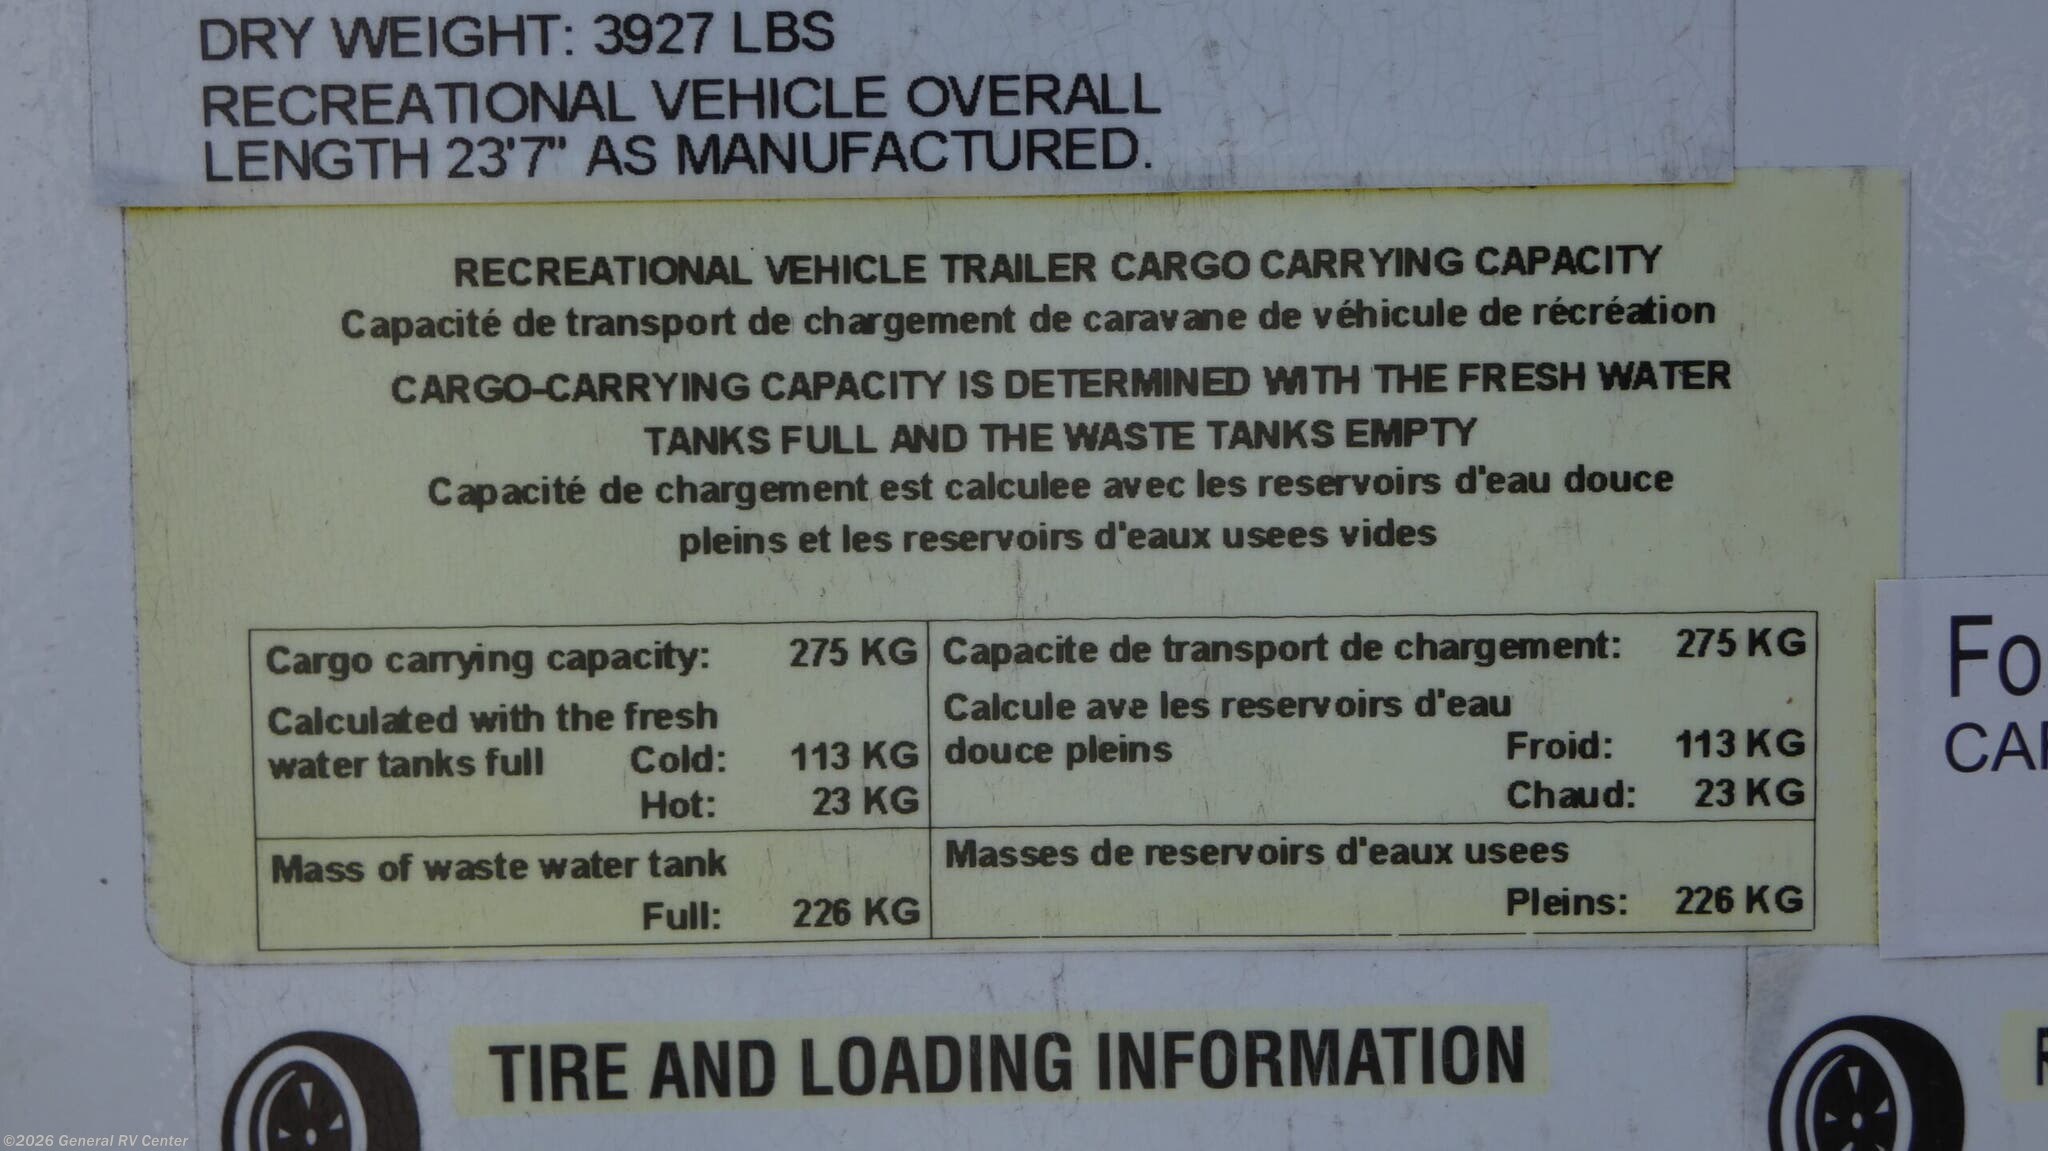 DRY WEIGHT: 3927 LBS
RECREATIONAL VEHICLE OVERALL
LENGTH 23'7" AS MANUFACTURED.
RECREATIONAL VEHICLE TRAILER CARGO CARRYING CAPACITY
Capacité de transport de chargement de caravane de véhicule de récréation
CARGO-CARRYING CAPACITY IS DETERMINED WITH THE FRESH WATER
TANKS FULL AND THE WASTE TANKS EMPTY
Capacité de chargement est calculee avec les reservoirs d'eau douce
pleins et les reservoirs d'eaux usees vides
Cargo carrying capacity: 275 KG
Calculated with the fresh
water tanks full Cold: 113 KG
Hot: 23 KG
Mass of waste water tank
Full: 226 KG
Capacite de transport de chargement: 275 KG
Calcule ave les reservoirs d'eau
douce pleins Froid: 113 KG
Chaud: 23 KG
Masses de reservoirs d'eaux usees
Pleins: 226 KG
TIRE AND LOADING INFORMATION
©2026 General RV Center